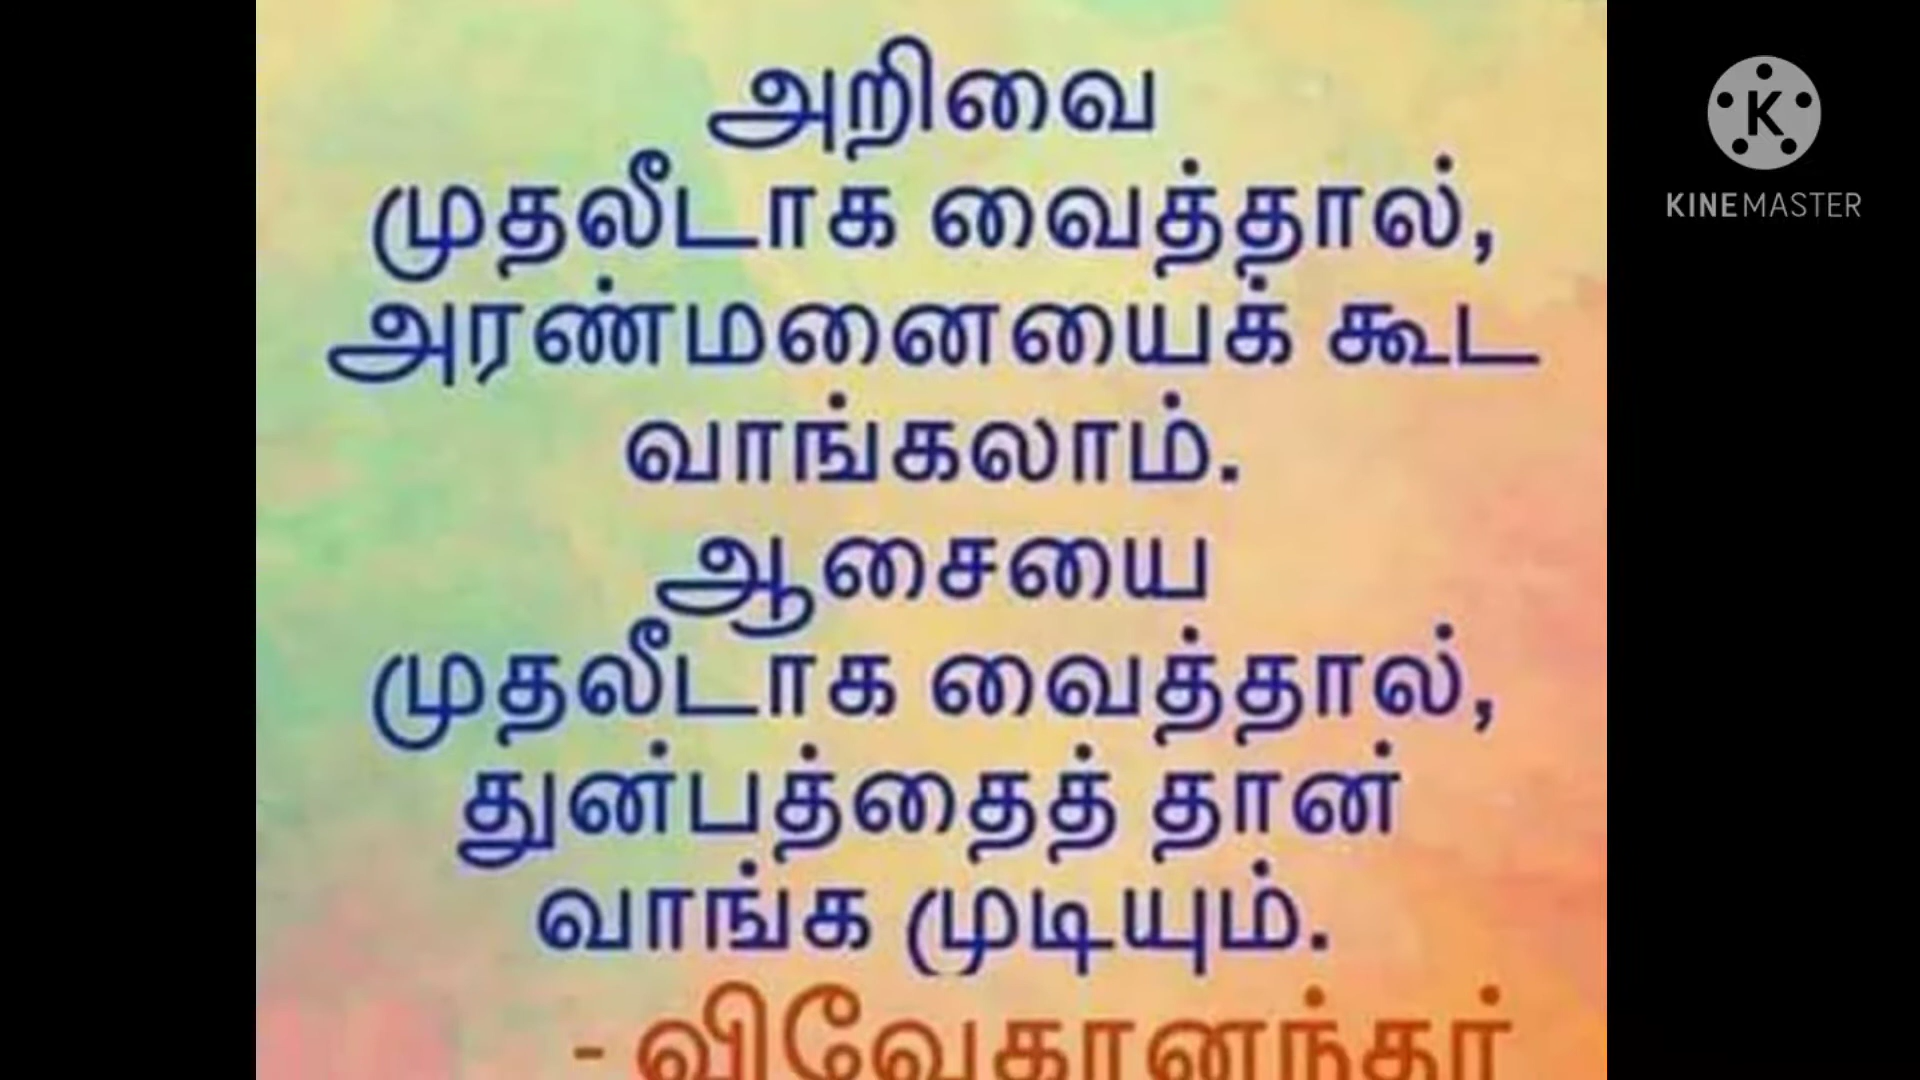 அறிவை
முதலீடாக வைத்தால்,
அரண்மனையைக் கூட
வாங்கலாம்.
ஆசையை
முதலீடாக வைத்தால்,
துன்பத்தைத் தான்
வாங்க முடியும்.
- விவேகானந்தர்
K
KINEMASTER